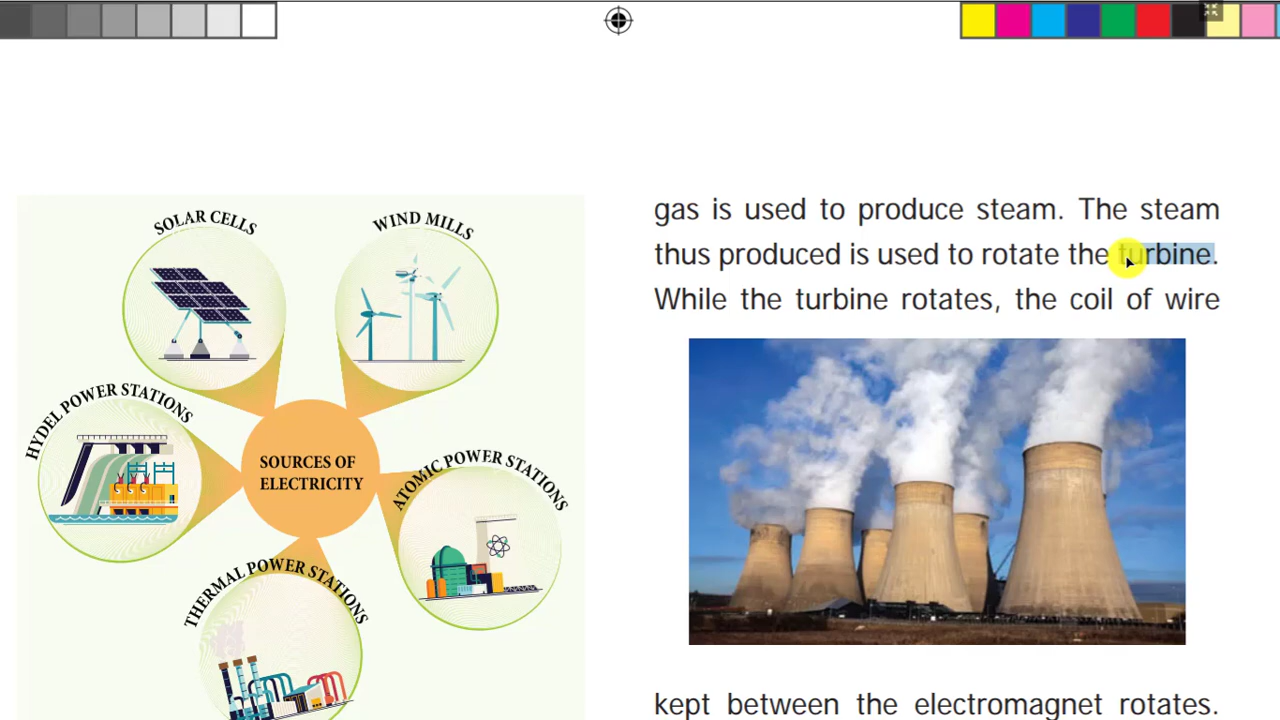 SOLAR CELLS
WIND MILLS
HYDEL POWER STATIONS
SOURCES OF
ELECTRICITY
ATOMIC POWER STATIONS
THERMAL POWER STATIONS
gas is used to produce steam. The steam
thus produced is used to rotate the turbine.
While the turbine rotates, the coil of wire
kept between the electromagnet rotates.